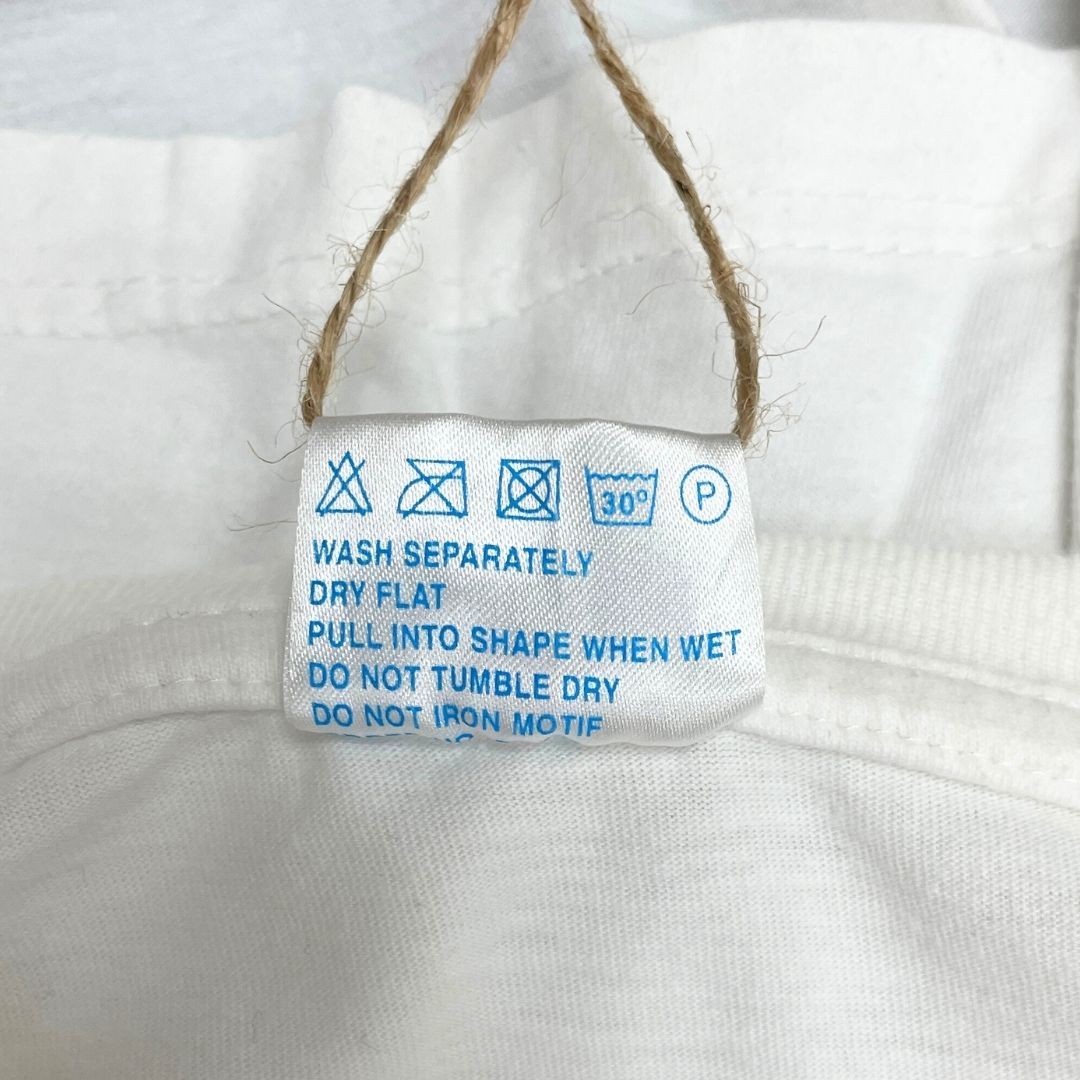 30° P
WASH SEPARATELY
DRY FLAT
PULL INTO SHAPE WHEN WET
DO NOT TUMBLE DRY
DO NOT IRON MOTIF